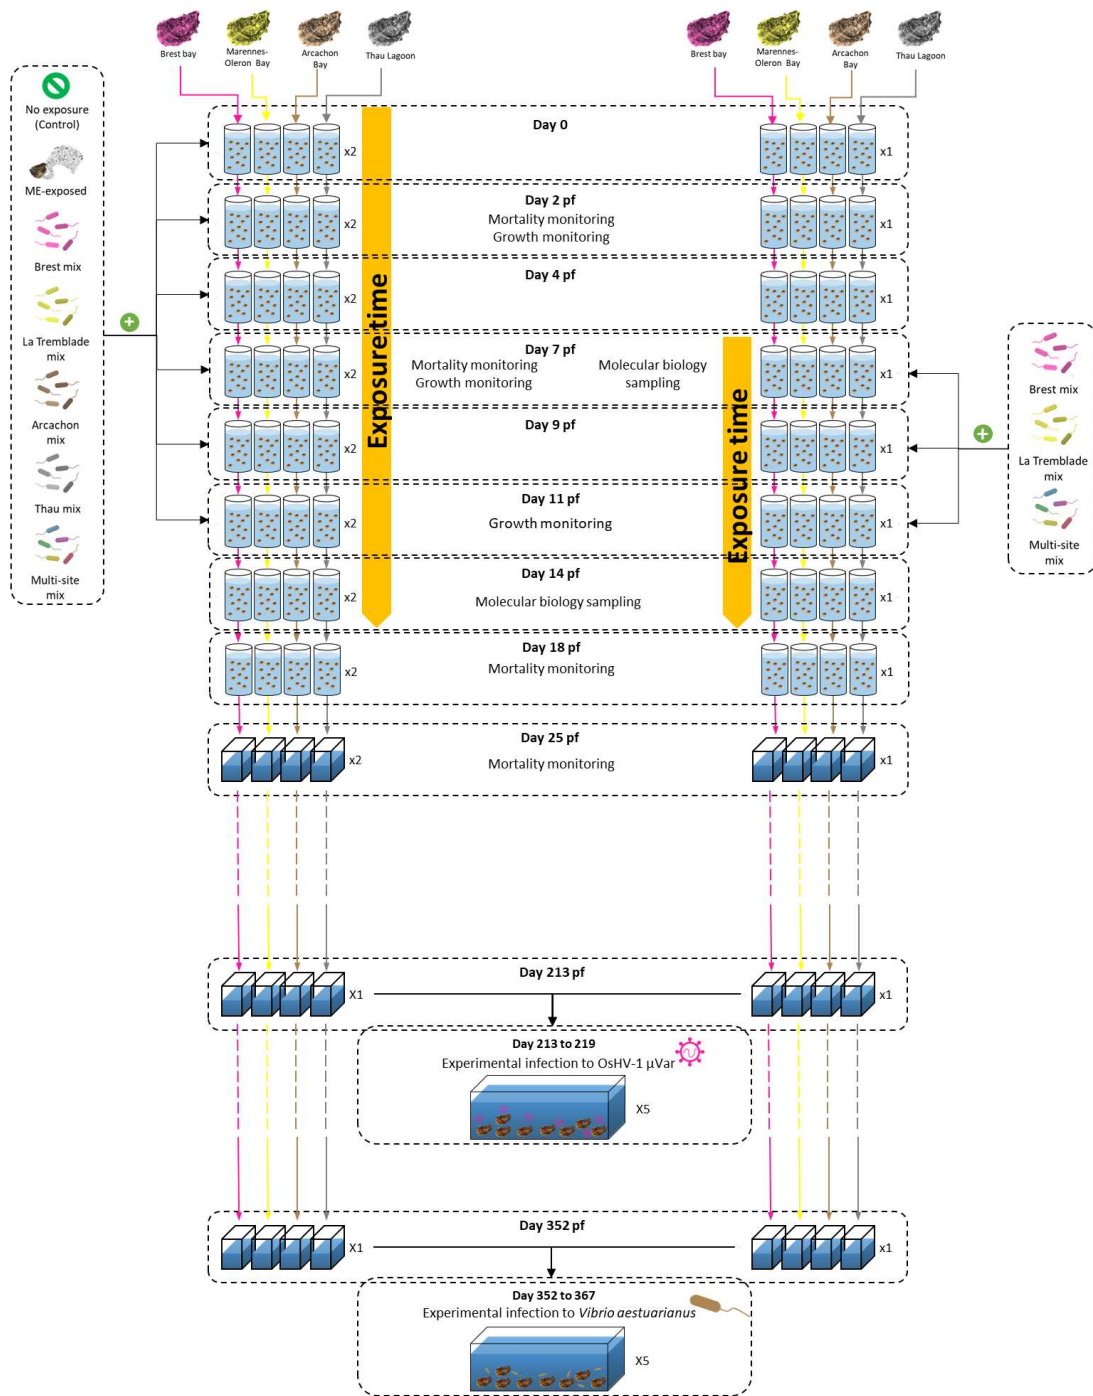 Brest bay
Marennes-
Oleron Bay
Arcachon
Bay
Thau Lagoon
Brest bay
Marennes-
Oleron Bay
Arcachon
Bay
Thau Lagoon
No exposure
(Control)
ME-exposed
Brest mix
La Tremblade
mix
Arcachon
mix
Thau mix
Multi-site
mix
Exposure time
Day 0
x2
x1
Day 2 pf
Mortality monitoring
Growth monitoring
x2
x1
Day 4 pf
x2
x1
Day 7 pf
Mortality monitoring
Growth monitoring
Molecular biology
sampling
x2
x1
Exposure time
Day 9 pf
x2
x1
Day 11 pf
Growth monitoring
x2
x1
Day 14 pf
Molecular biology sampling
x2
x1
Brest mix
La Tremblade
mix
Multi-site
mix
Day 18 pf
Mortality monitoring
x2
x1
Day 25 pf
Mortality monitoring
x2
x1
Day 213 pf
X1
x1
Day 213 to 219
Experimental infection to OsHV-1 µVar
X5
Day 352 pf
X1
x1
Day 352 to 367
Experimental infection to Vibrio aestuarianus
X5